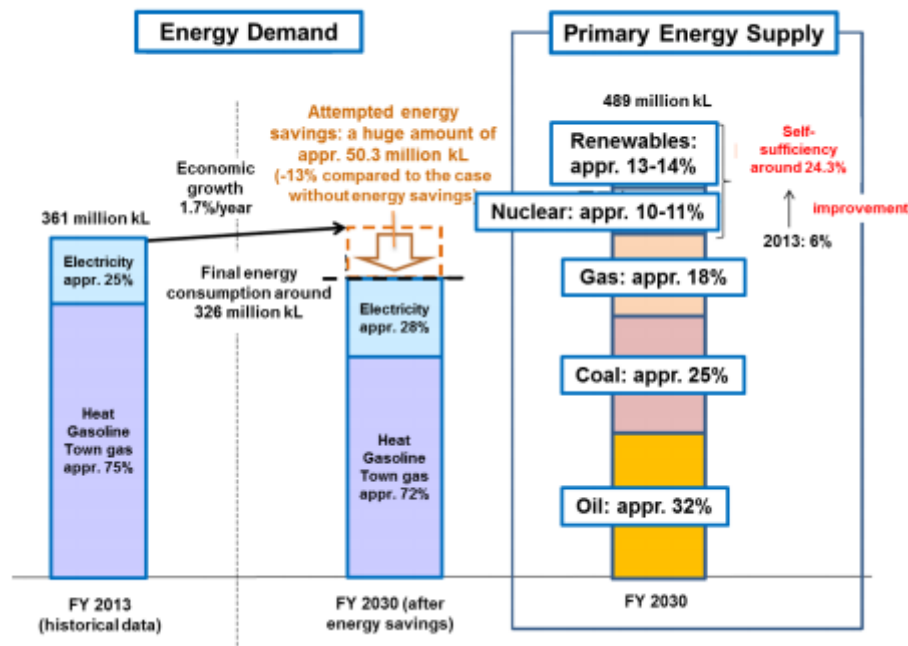 Energy Demand
Primary Energy Supply
Attempted energy
savings: a huge amount of
appr. 50.3 million kL
(-13% compared to the case
without energy savings)
Economic
growth
1.7%/year
361 million kL
Electricity
appr. 25%
Final energy
consumption around
326 million kL
Electricity
appr. 28%
Heat
Gasoline
Town gas
appr. 75%
Heat
Gasoline
Town gas
appr. 72%
FY 2013
(historical data)
FY 2030 (after
energy savings)
489 million kL
Renewables:
appr. 13-14%
Self-
sufficiency
around 24.3%
improvement
2013: 6%
Nuclear: appr. 10-11%
Gas: appr. 18%
Coal: appr. 25%
Oil: appr. 32%
FY 2030